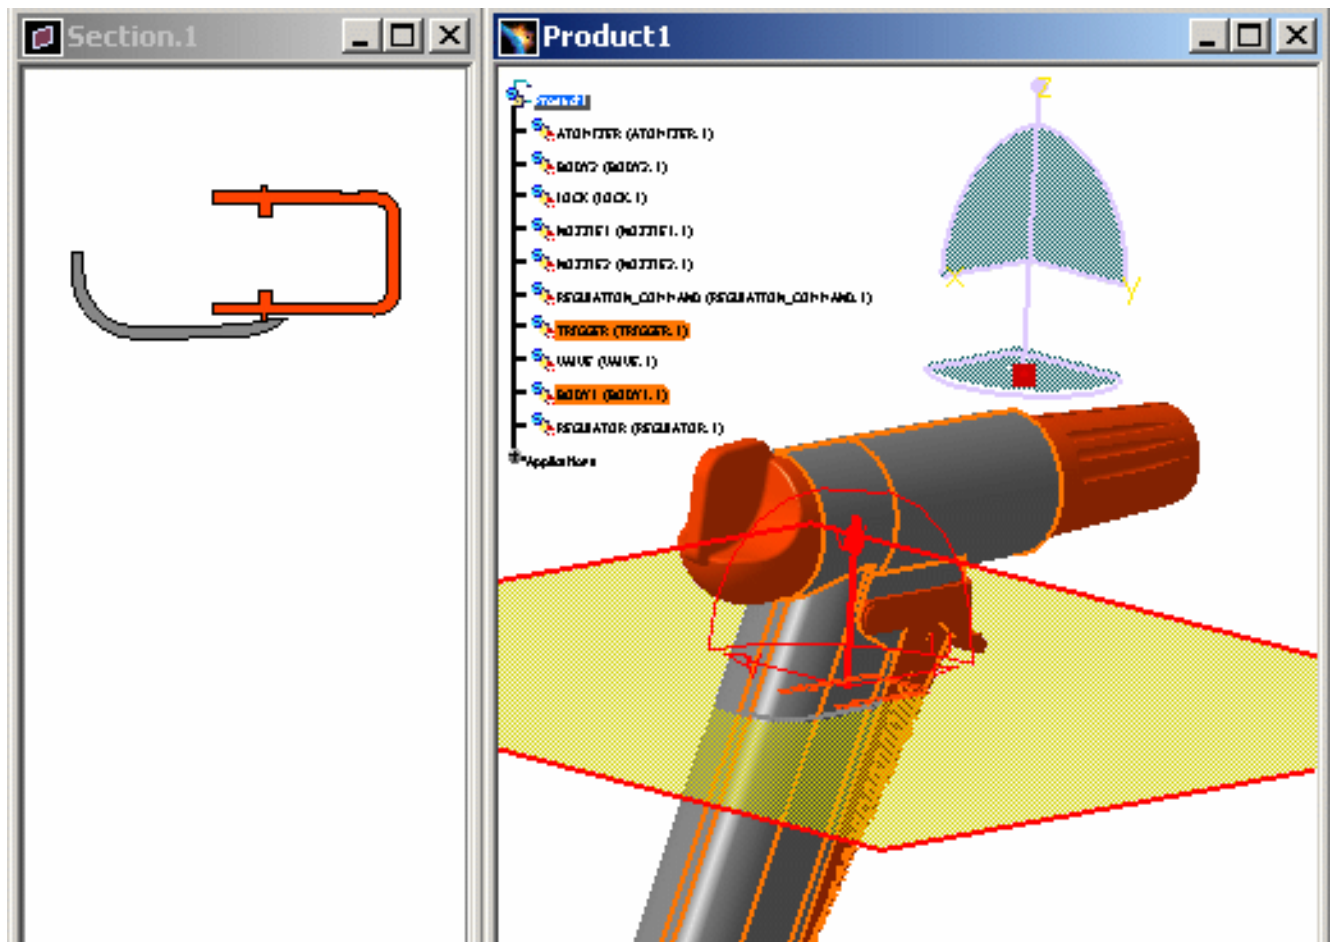 Section.1
Product1
Product1
ATOMIZER (ATOMIZER.1)
BODY2 (BODY2.1)
LOCK (LOCK.1)
NOZZLE1 (NOZZLE1.1)
NOZZLE2 (NOZZLE2.1)
REGULATION_COMMAND (REGULATION_COMMAND.1)
TRIGGER (TRIGGER.1)
VALVE (VALVE.1)
BODY1 (BODY1.1)
REGULATOR (REGULATOR.1)
Applications
z
x
y